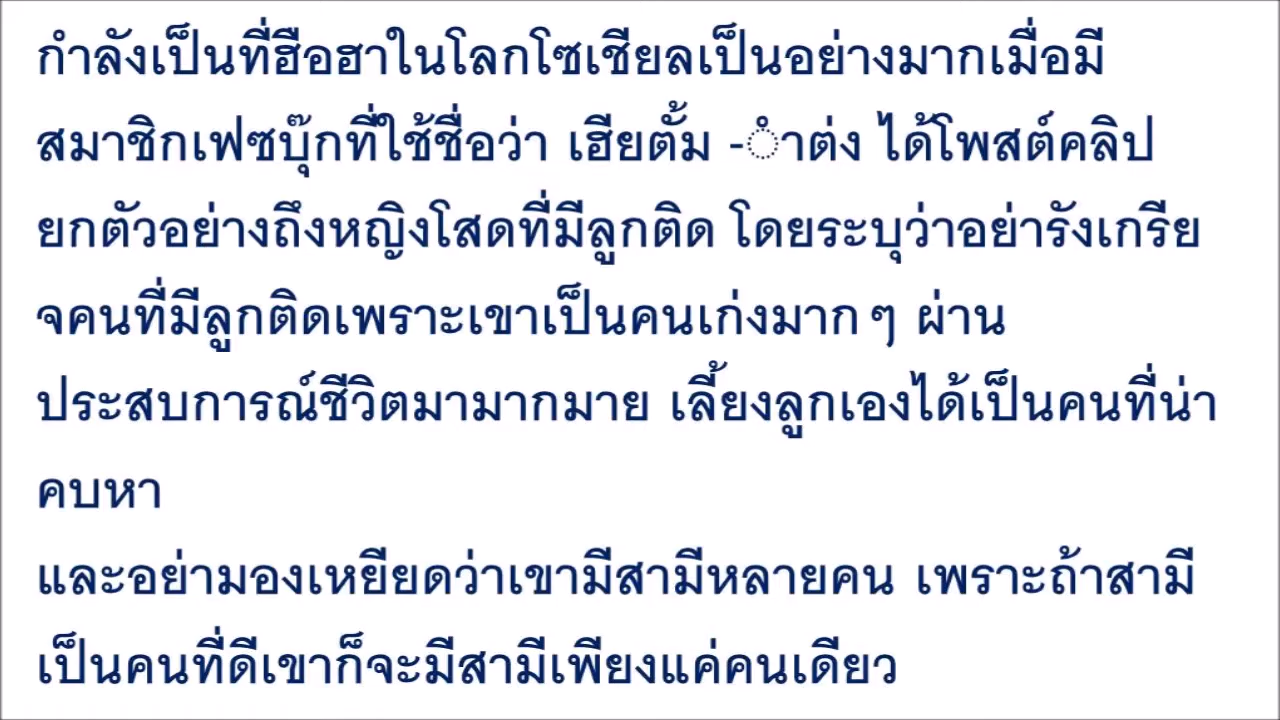 กำลังเป็นที่ฮือฮาในโลกโซเชียลเป็นอย่างมากเมื่อมี
สมาชิกเฟซบุ๊กที่ใช้ชื่อว่า เฮียตั้ม -ำต่ง ได้โพสต์คลิป
ยกตัวอย่างถึงหญิงโสดที่มีลูกติด โดยระบุว่าอย่ารังเกรีย
จคนที่มีลูกติดเพราะเขาเป็นคนเก่งมาก ๆ ผ่าน
ประสบการณ์ชีวิตมามากมาย เลี้ยงลูกเองได้เป็นคนที่น่า
คบหา
และอย่ามองเหยียดว่าเขามีสามีหลายคน เพราะถ้าสามี
เป็นคนที่ดีเขาก็จะมีสามีเพียงแค่คนเดียว